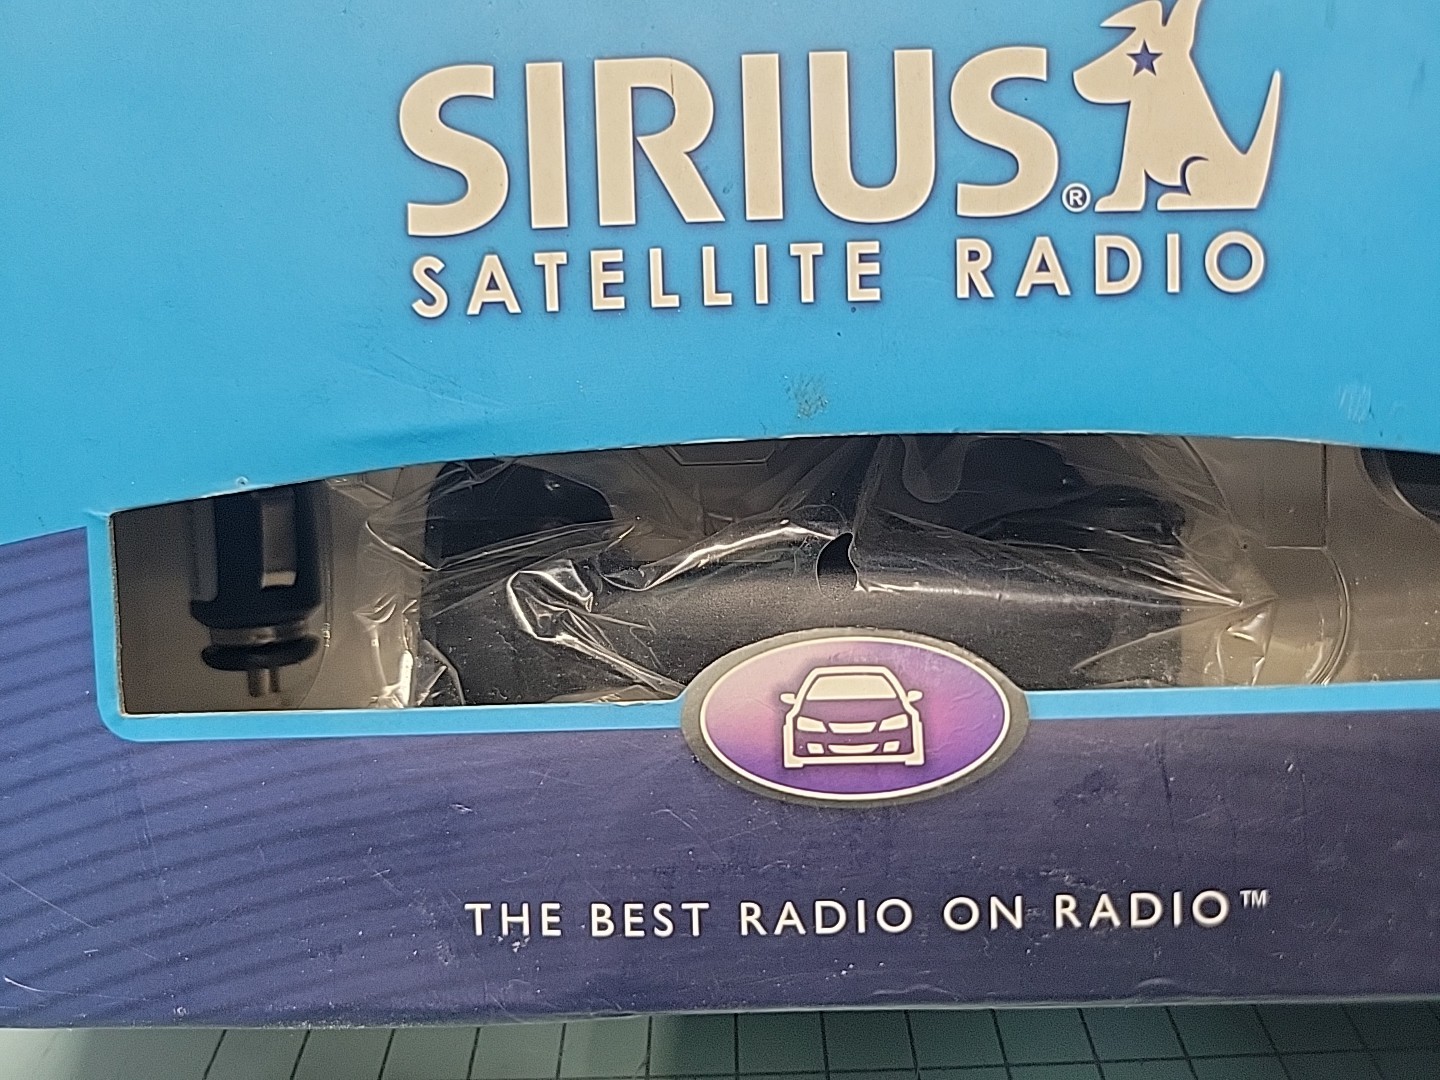 SIRIUS®
SATELLITE RADIO
THE BEST RADIO ON RADIO™